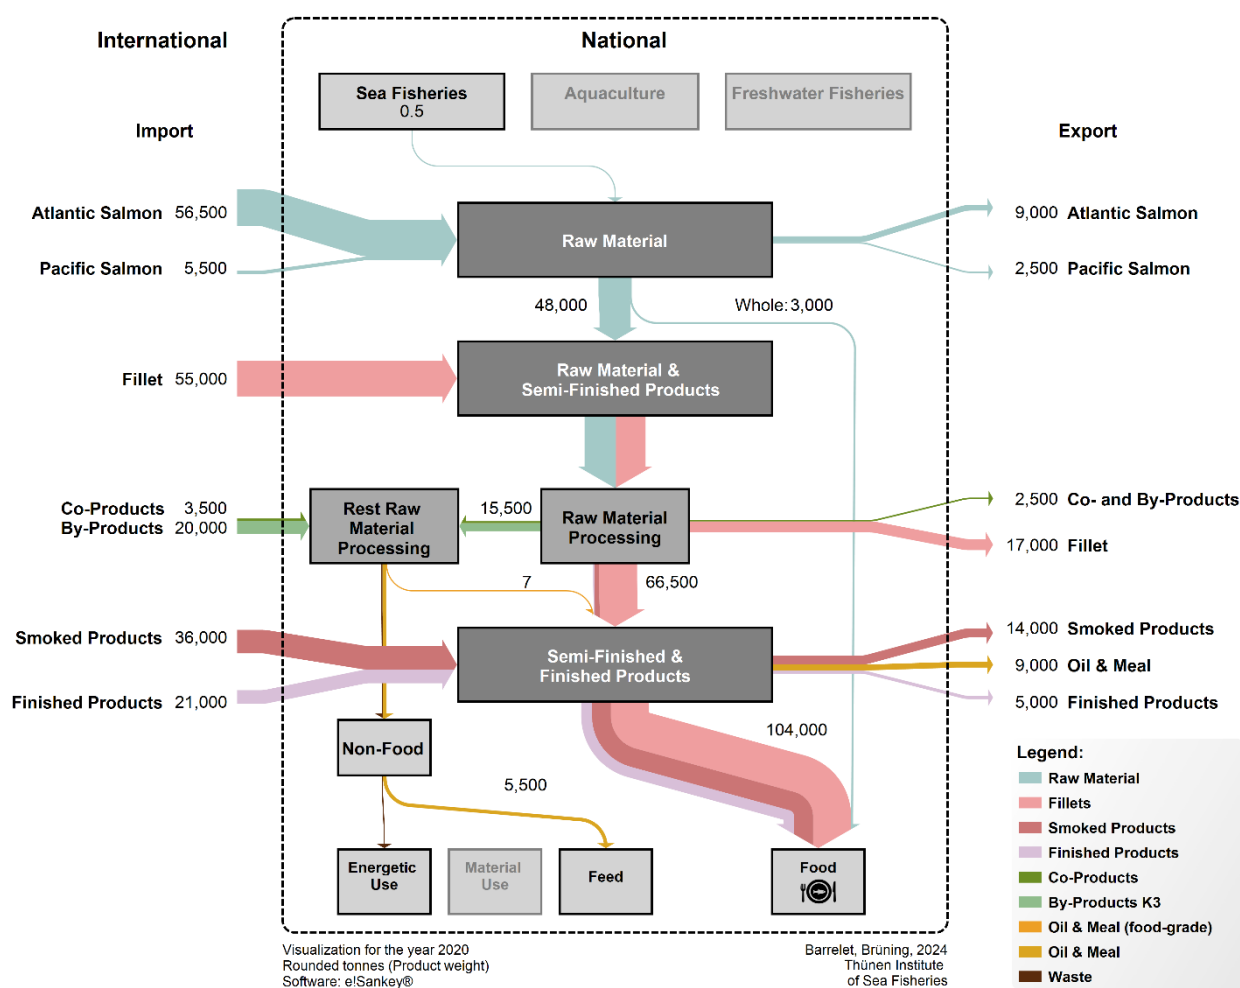 International
National
Sea Fisheries
0.5
Aquaculture
Freshwater Fisheries
Import
Export
Atlantic Salmon 56,500
Raw Material
9,000 Atlantic Salmon
Pacific Salmon 5,500
2,500 Pacific Salmon
48,000
Whole: 3,000
Fillet 55,000
Raw Material &
Semi-Finished Products
Co-Products 3,500
By-Products 20,000
Rest Raw
Material
Processing
15,500
Raw Material
Processing
2,500 Co- and By-Products
17,000 Fillet
7
66,500
Smoked Products 36,000
Finished Products 21,000
Semi-Finished &
Finished Products
14,000 Smoked Products
9,000 Oil & Meal
5,000 Finished Products
104,000
Non-Food
5,500
Energetic
Use
Material
Use
Feed
Food
Legend:
Raw Material
Fillets
Smoked Products
Finished Products
Co-Products
By-Products K3
Oil & Meal (food-grade)
Oil & Meal
Waste
Visualization for the year 2020
Rounded tonnes (Product weight)
Software: e!Sankey®
Barrelet, Brüning, 2024
Thünen Institute
of Sea Fisheries